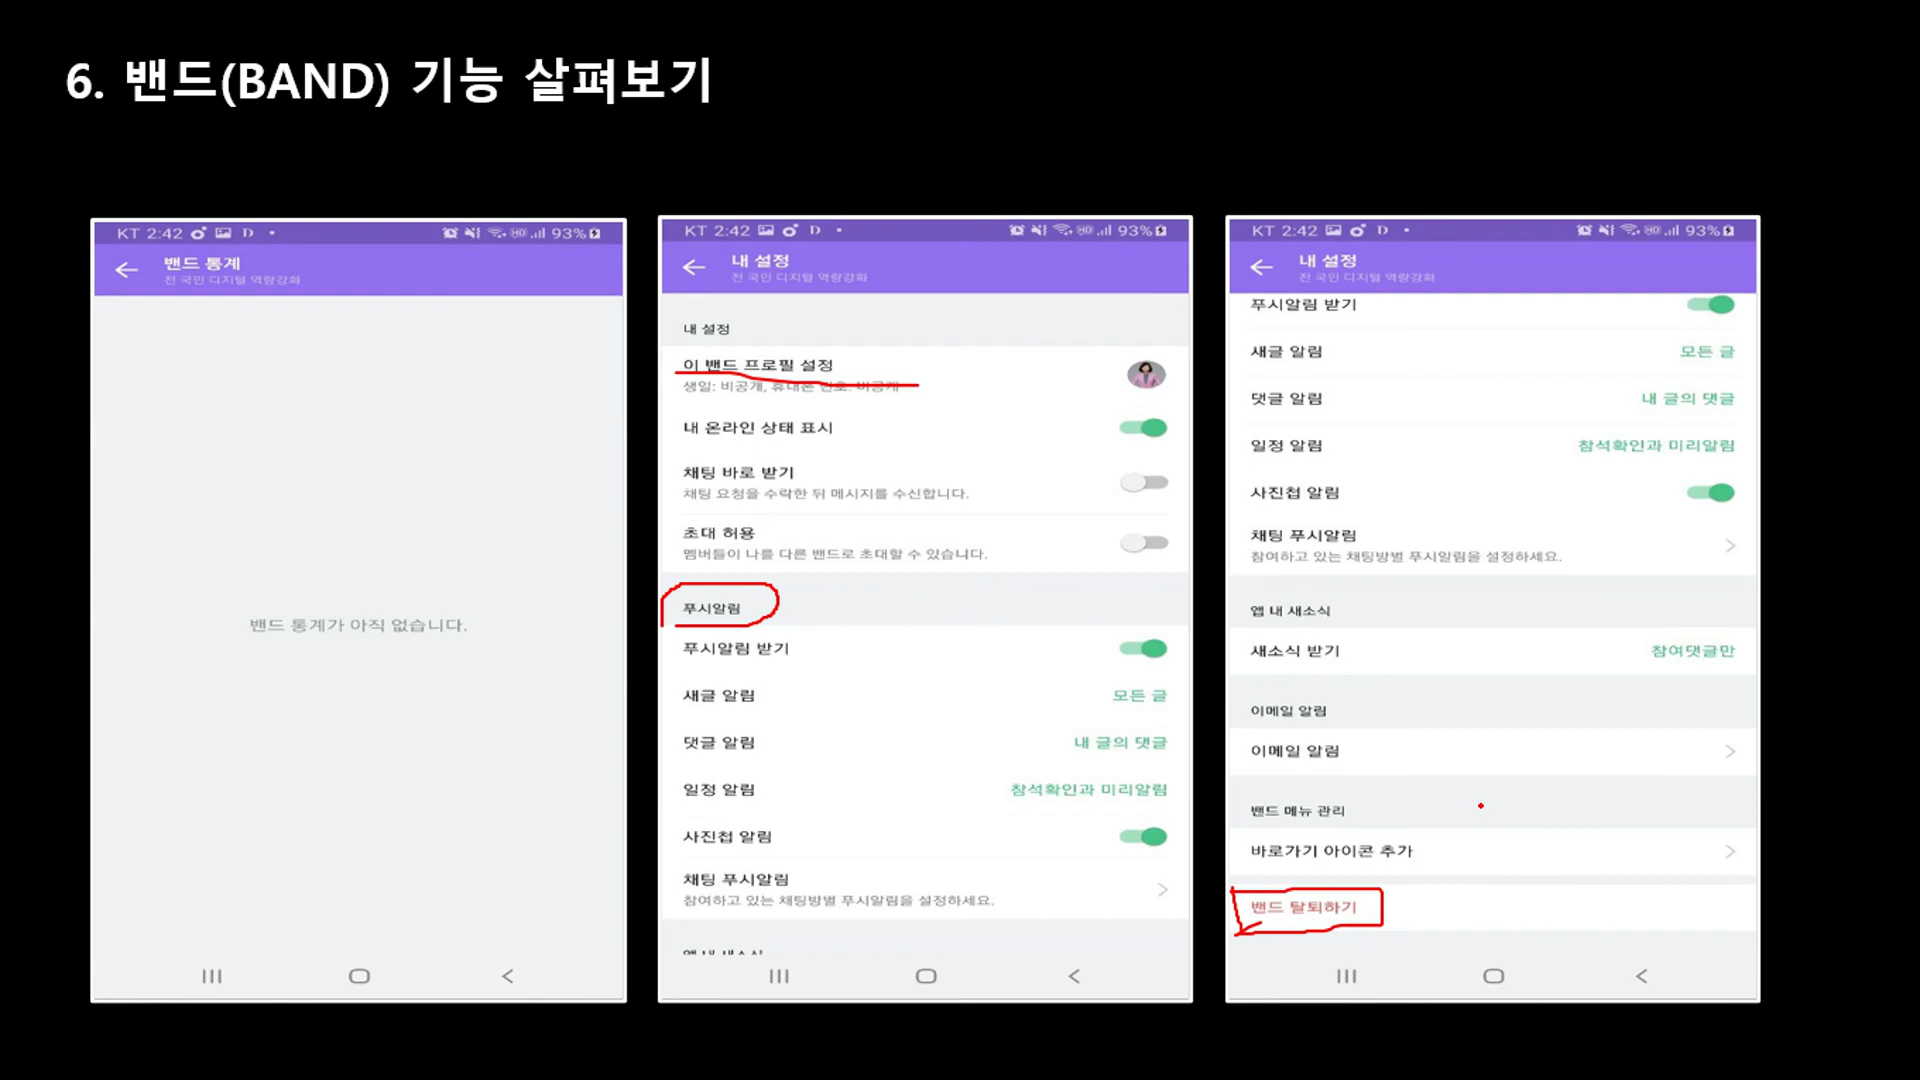 6. 밴드(BAND) 기능 살펴보기
KT 2:42
93%
밴드 통계
전 국민 디지털 역량강화
밴드 통계가 아직 없습니다.
KT 2:42
93%
내 설정
전 국민 디지털 역량강화
내 설정
이 밴드 프로필 설정
생일: 비공개, 휴대폰 번호: 비공개
내 온라인 상태 표시
채팅 바로 받기
채팅 요청을 수락한 뒤 메시지를 수신합니다.
초대 허용
멤버들이 나를 다른 밴드로 초대할 수 있습니다.
푸시알림
푸시알림 받기
새글 알림 모든 글
댓글 알림 내 글의 댓글
일정 알림 참석확인과 미리알림
사진첩 알림
채팅 푸시알림
참여하고 있는 채팅방별 푸시알림을 설정하세요.
KT 2:42
93%
내 설정
전 국민 디지털 역량강화
푸시알림 받기
새글 알림 모든 글
댓글 알림 내 글의 댓글
일정 알림 참석확인과 미리알림
사진첩 알림
채팅 푸시알림
참여하고 있는 채팅방별 푸시알림을 설정하세요.
앱 내 새소식
새소식 받기 참여댓글만
이메일 알림
이메일 알림
밴드 메뉴 관리
바로가기 아이콘 추가
밴드 탈퇴하기